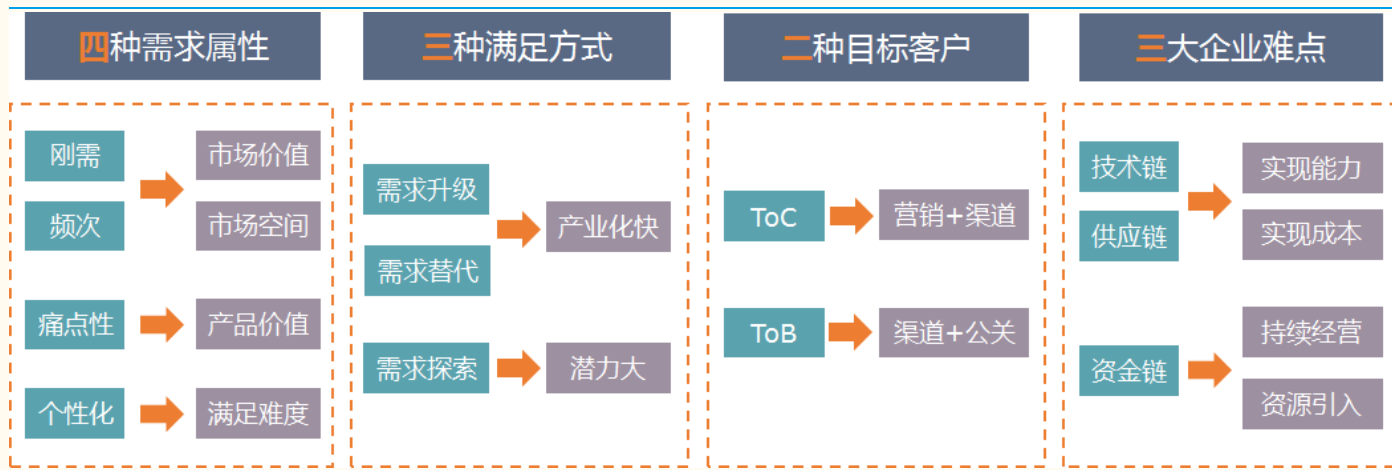 四种需求属性
刚需
频次
市场价值
市场空间
痛点性
产品价值
个性化
满足难度
三种满足方式
需求升级
需求替代
产业化快
需求探索
潜力大
二种目标客户
ToC
营销+渠道
ToB
渠道+公关
三大企业难点
技术链
供应链
实现能力
实现成本
资金链
持续经营
资源引入